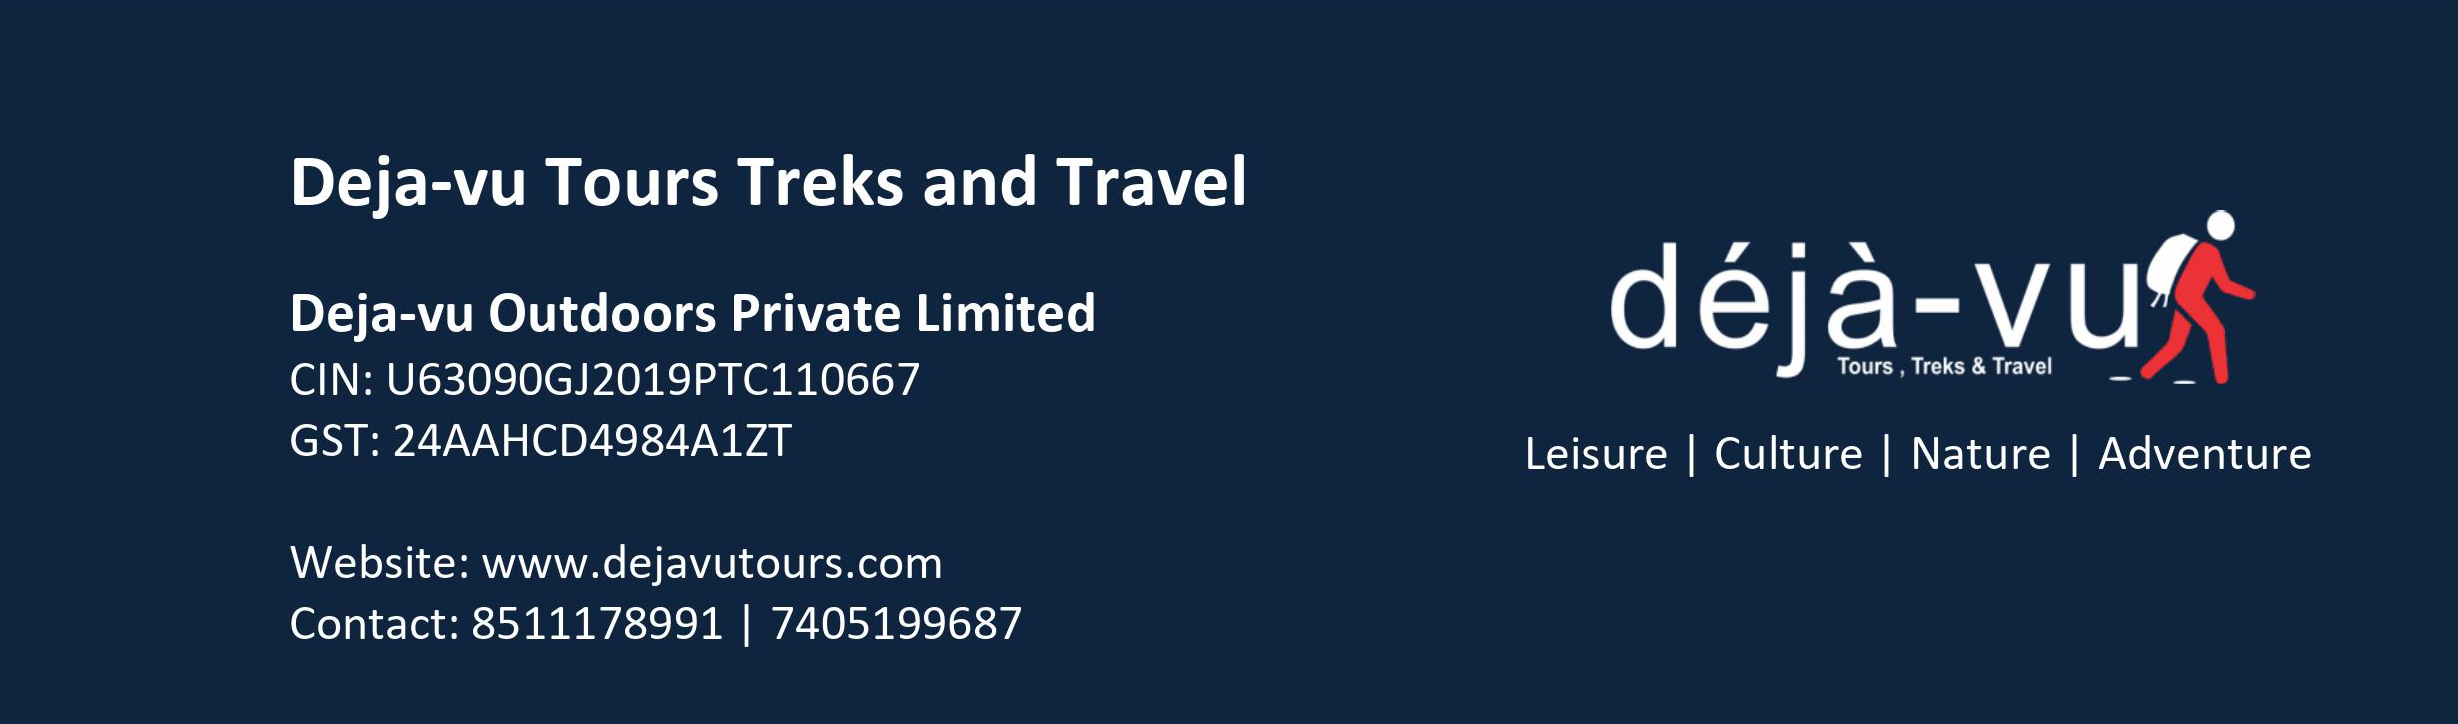 Deja-vu Tours Treks and Travel
Deja-vu Outdoors Private Limited
CIN: U63090GJ2019PTC110667
GST: 24AAHCD4984A1ZT
Website: www.dejavutours.com
Contact: 8511178991 | 7405199687
déjà-vu
Tours , Treks & Travel
Leisure | Culture | Nature | Adventure